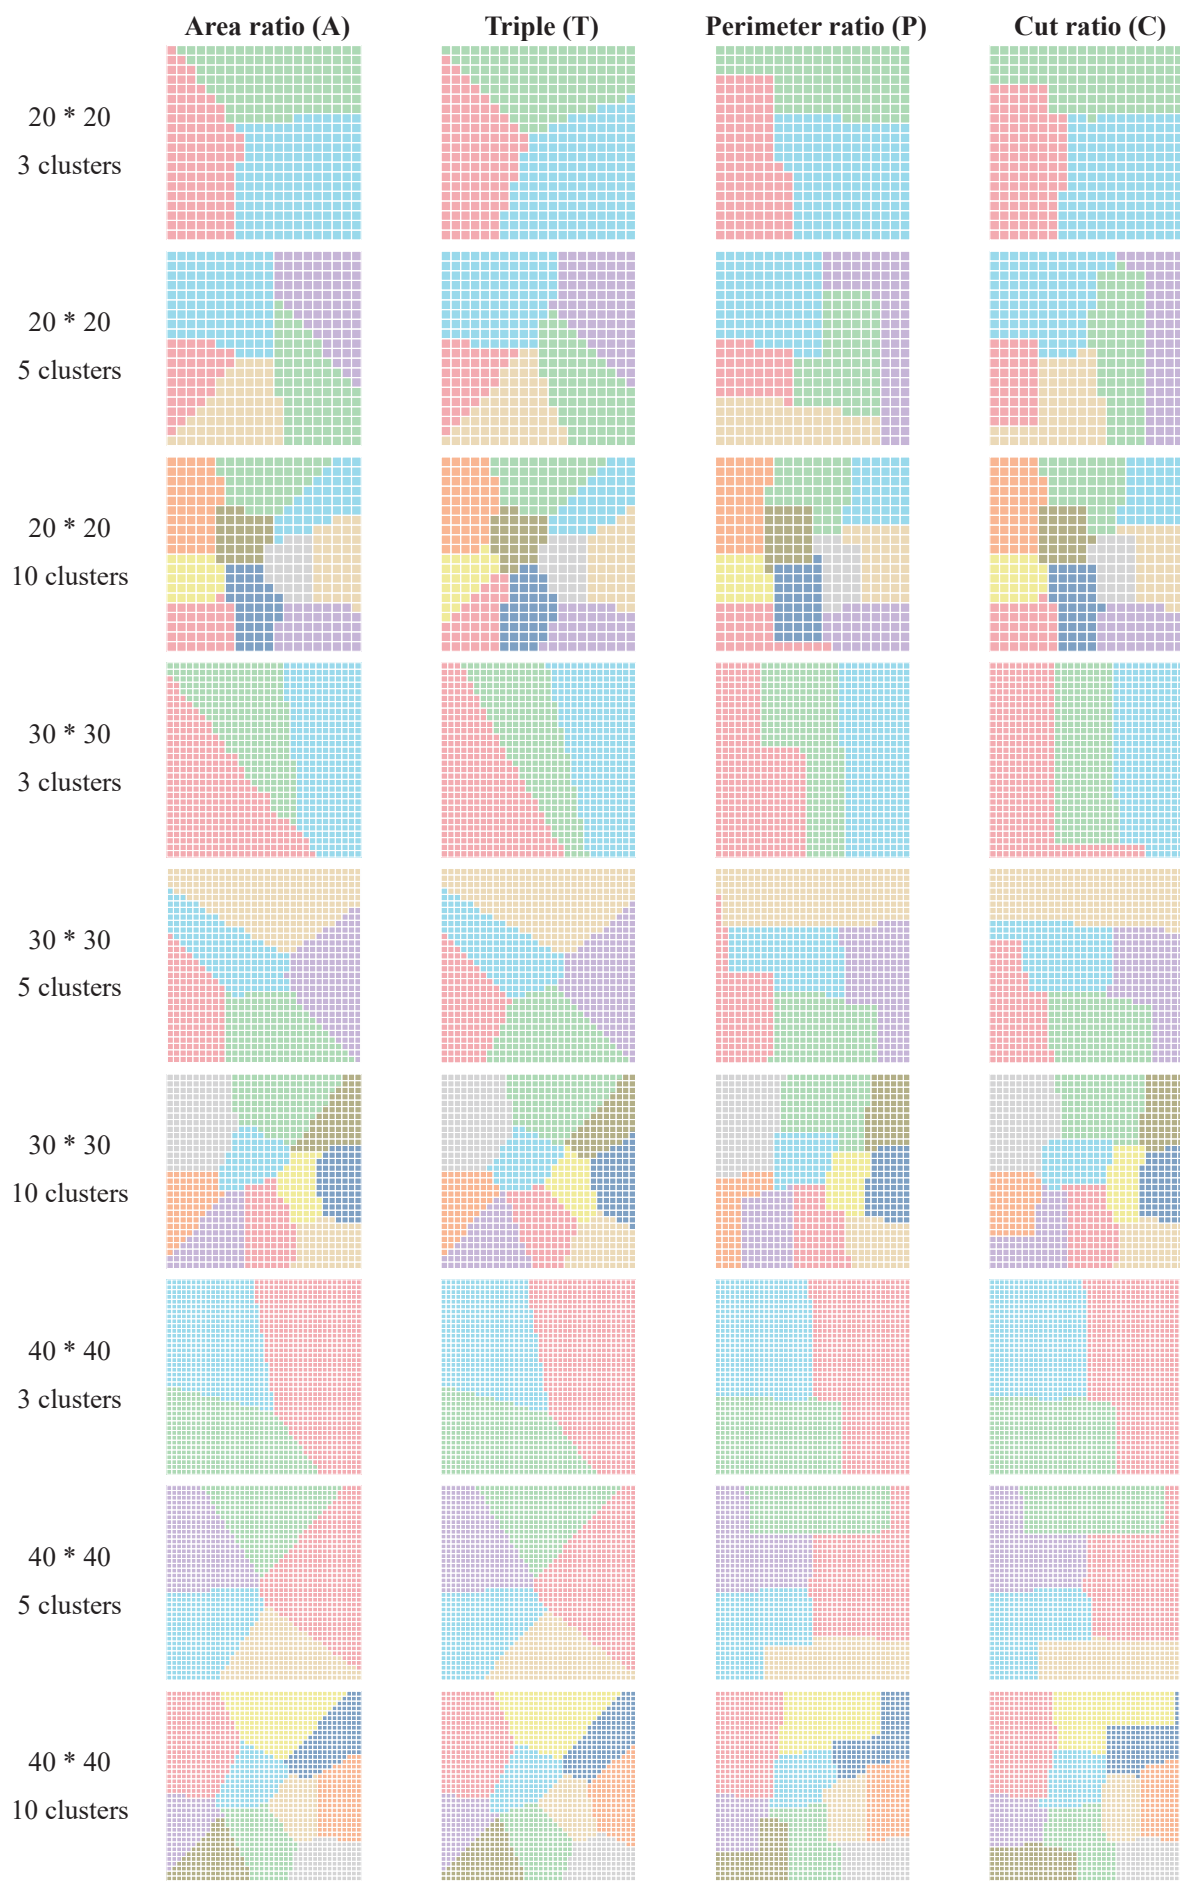 Area ratio (A) Triple (T) Perimeter ratio (P) Cut ratio (C)
20 * 20
3 clusters
20 * 20
5 clusters
20 * 20
10 clusters
30 * 30
3 clusters
30 * 30
5 clusters
30 * 30
10 clusters
40 * 40
3 clusters
40 * 40
5 clusters
40 * 40
10 clusters